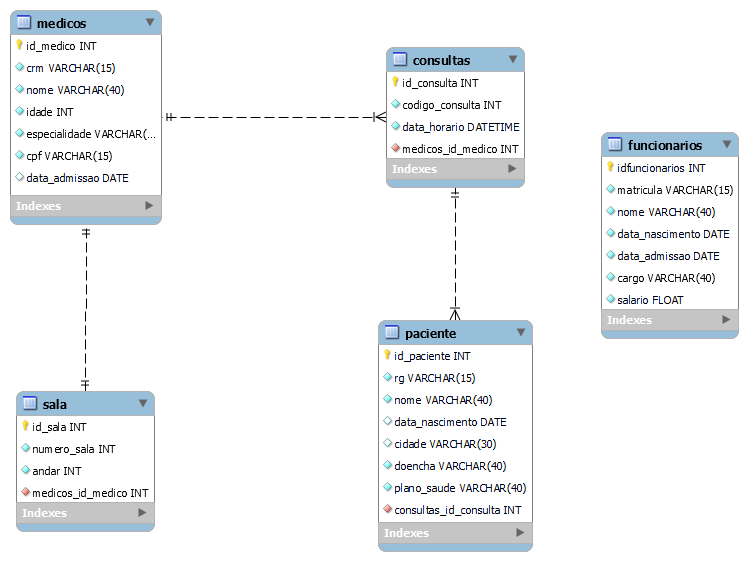 medicos
id_medico INT
crm VARCHAR(15)
nome VARCHAR(40)
idade INT
especialidade VARCHAR(...
cpf VARCHAR(15)
data_admissao DATE
Indexes
consultas
id_consulta INT
codigo_consulta INT
data_horario DATETIME
medicos_id_medico INT
Indexes
funcionarios
idfuncionarios INT
matricula VARCHAR(15)
nome VARCHAR(40)
data_nascimento DATE
data_admissao DATE
cargo VARCHAR(40)
salario FLOAT
Indexes
paciente
id_paciente INT
rg VARCHAR(15)
nome VARCHAR(40)
data_nascimento DATE
cidade VARCHAR(30)
doencha VARCHAR(40)
plano_saude VARCHAR(40)
consultas_id_consulta INT
Indexes
sala
id_sala INT
numero_sala INT
andar INT
medicos_id_medico INT
Indexes